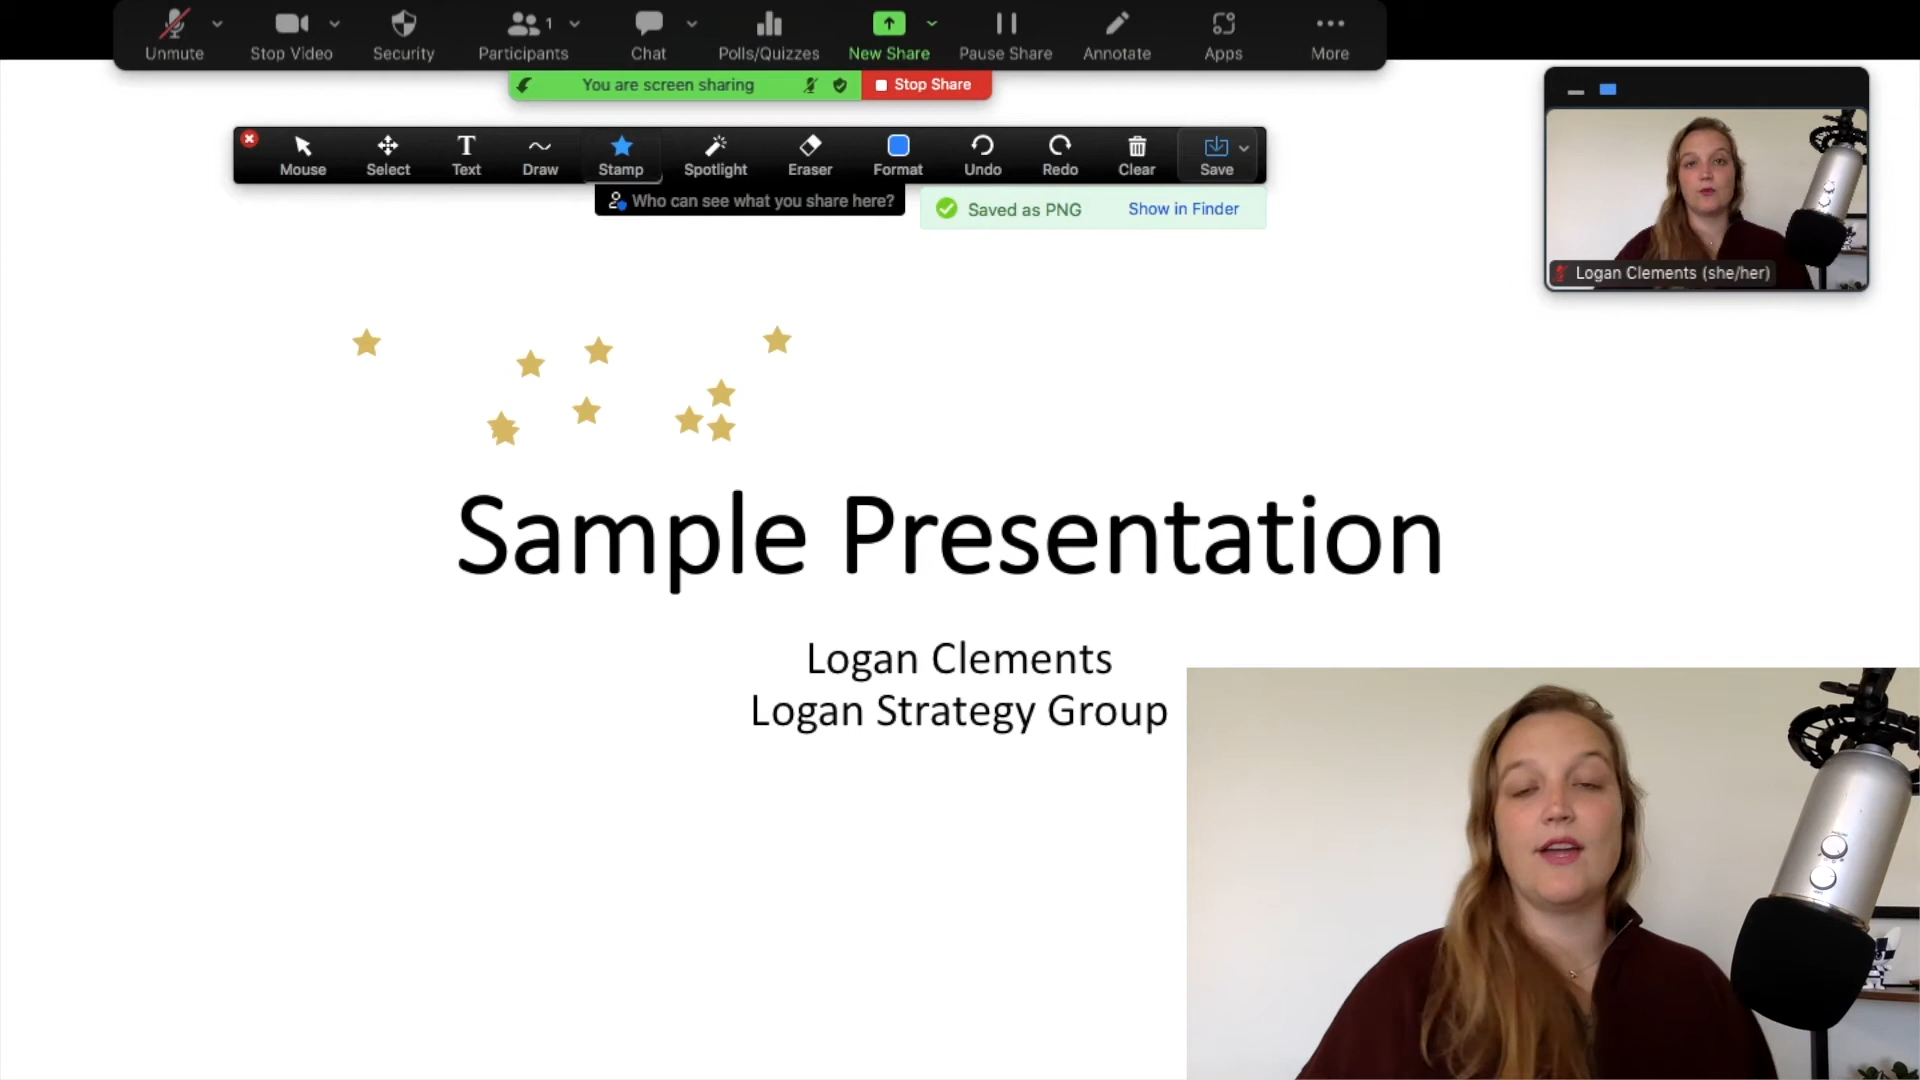 Unmute
Stop Video
Security
1
Participants
Chat
Polls/Quizzes
New Share
Pause Share
Annotate
Apps
More
You are screen sharing
Stop Share
Mouse
Select
T
Text
Draw
Stamp
Spotlight
Eraser
Format
Undo
Redo
Clear
Save
Who can see what you share here?
Saved as PNG
Show in Finder
Logan Clements (she/her)
Sample Presentation
Logan Clements
Logan Strategy Group